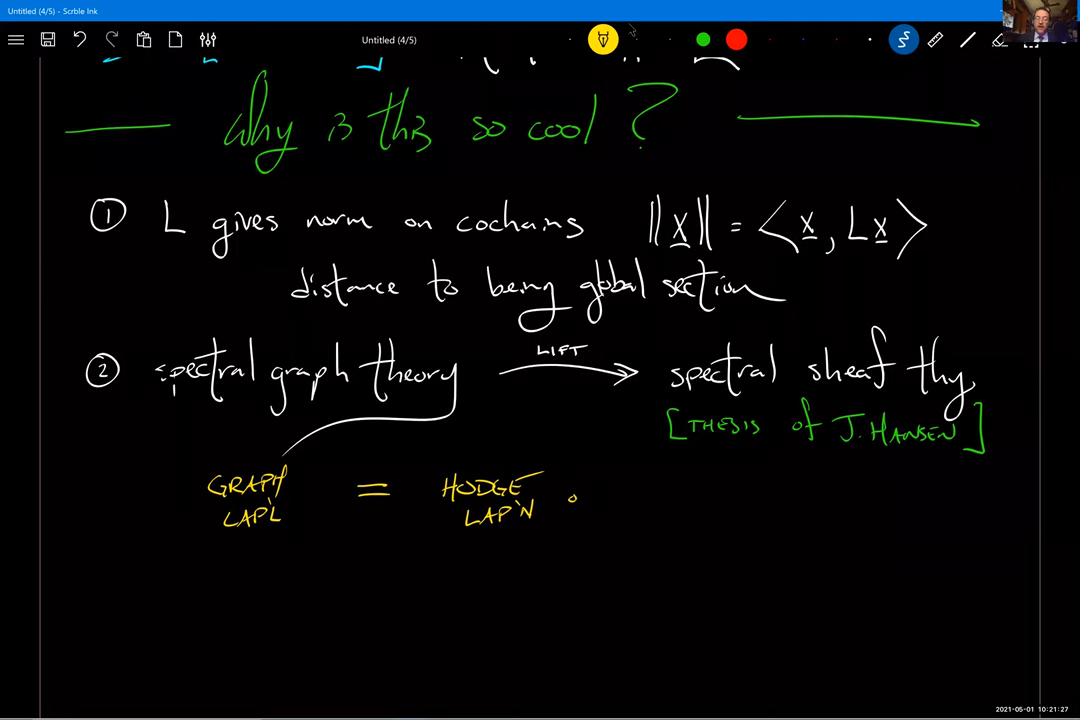 Untitled (4/5) - Scrble Ink
Untitled (4/5)
Why is this so cool ?
① L gives norm on cochains ‖x‖ = <x, Lx>
distance to being global section
② spectral graph theory LIFT → spectral sheaf thy.
[THESIS of J. HANSEN]
GRAPH = HODGE
LAP'L LAP'N
2021-05-01 10:21:27